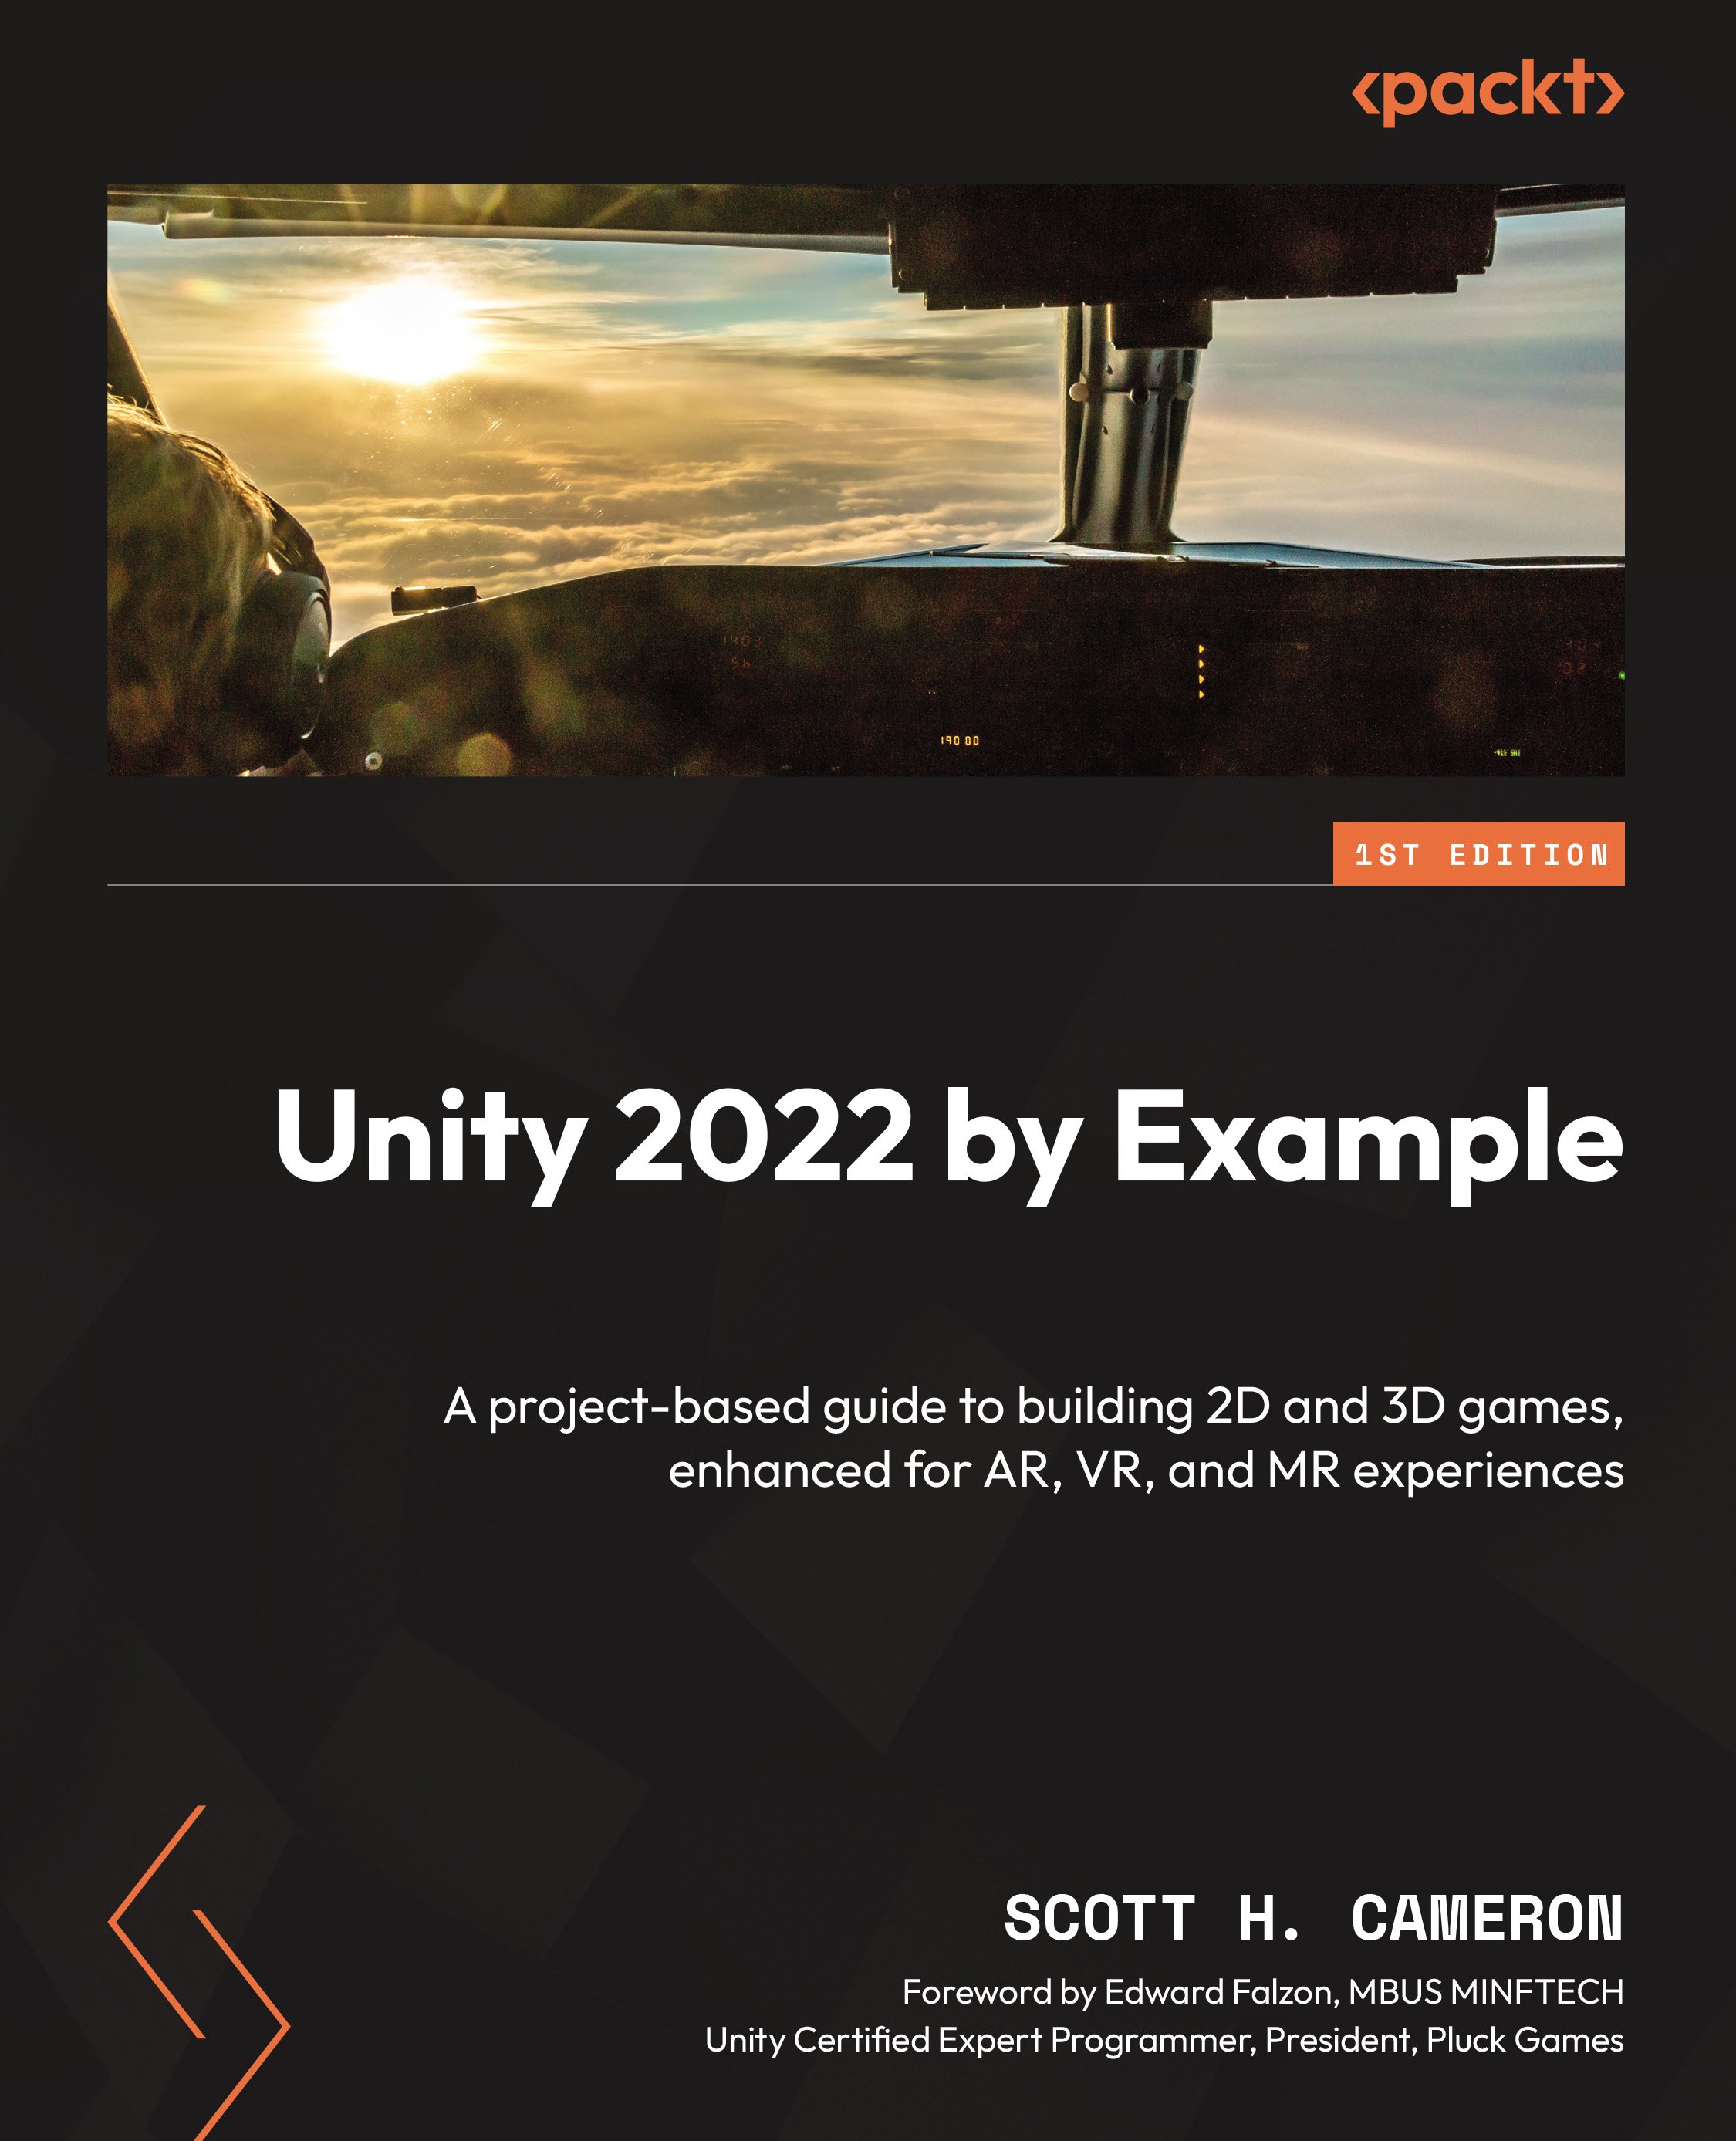 <packt>
190 00
1ST EDITION
Unity 2022 by Example
A project-based guide to building 2D and 3D games,
enhanced for AR, VR, and MR experiences
SCOTT H. CAMERON
Foreword by Edward Falzon, MBUS MINFTECH
Unity Certified Expert Programmer, President, Pluck Games